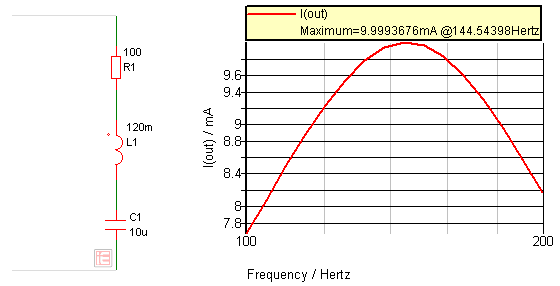 100
R1
120m
L1
C1
10u
I(out)
Maximum=9.9993676mA @144.54398Hertz
I(out) / mA
9.6
9.4
9
8.8
8.4
8
7.8
100
200
Frequency / Hertz